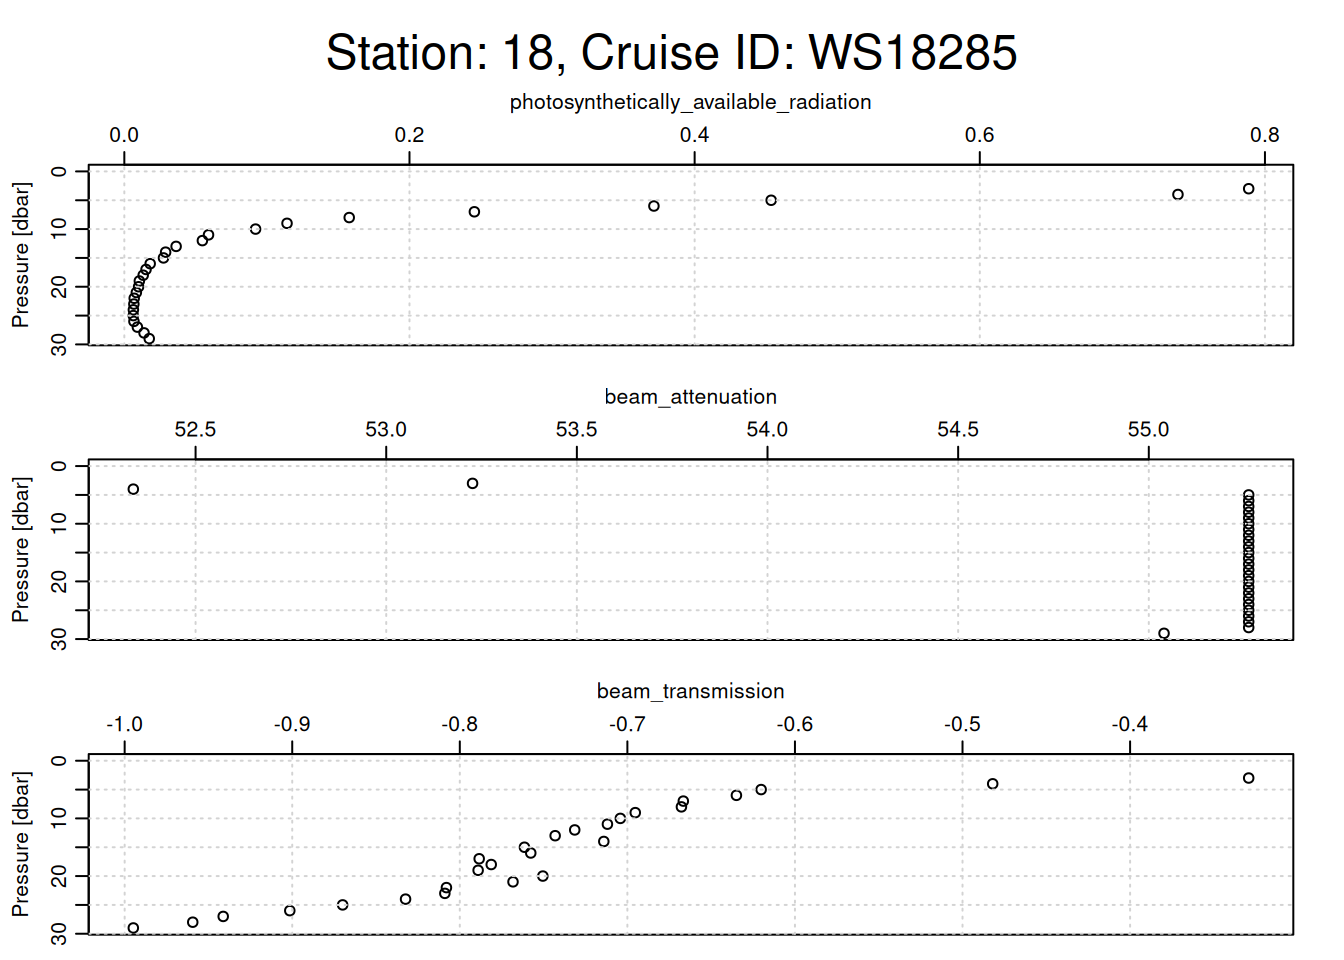 Station: 18, Cruise ID: WS18285
photosynthetically_available_radiation
0.0 0.2 0.4 0.6 0.8
Pressure [dbar]
0
10
20
30
beam_attenuation
52.5 53.0 53.5 54.0 54.5 55.0
Pressure [dbar]
0
10
20
30
beam_transmission
-1.0 -0.9 -0.8 -0.7 -0.6 -0.5 -0.4
Pressure [dbar]
0
10
20
30